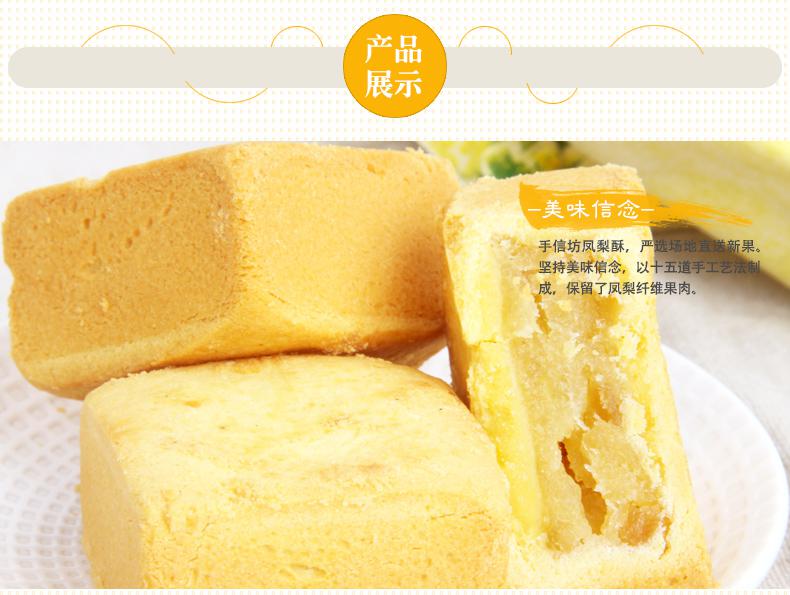 产品
展示
–美味信念–
手信坊凤梨酥，严选场地直送新果。
坚持美味信念，以十五道手工艺法制
成，保留了凤梨纤维果肉。